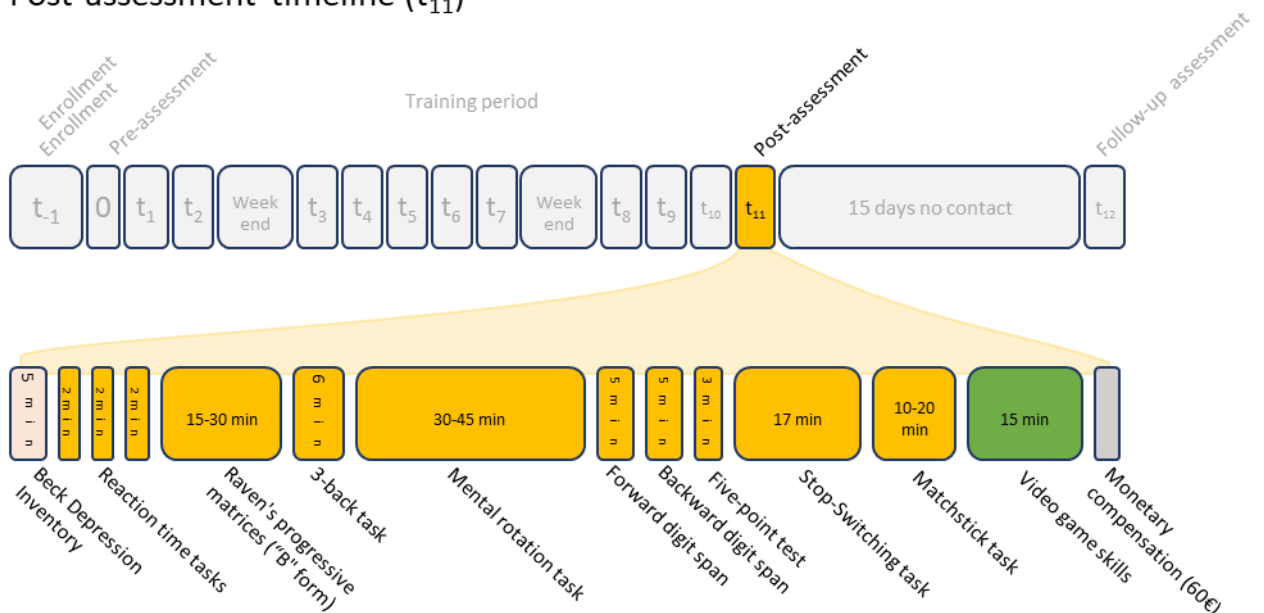 Post-assessment timeline (t11)
Enrollment
Enrollment
Pre-assessment
Training period
Post-assessment
Follow-up assessment
t-1
0
t1
t2
Week
end
t3
t4
t5
t6
t7
Week
end
t8
t9
t10
t11
15 days no contact
t12
5 min
2 min
2 min
2 min
15-30 min
6 min
30-45 min
5 min
5 min
3 min
17 min
10-20
min
15 min
Beck Depression
Inventory
Reaction time tasks
Raven's progressive
matrices ("B" form)
3-back task
Mental rotation task
Forward digit span
Backward digit span
Five-point test
Stop-Switching task
Matchstick task
Video game skills
Monetary
compensation (60€)